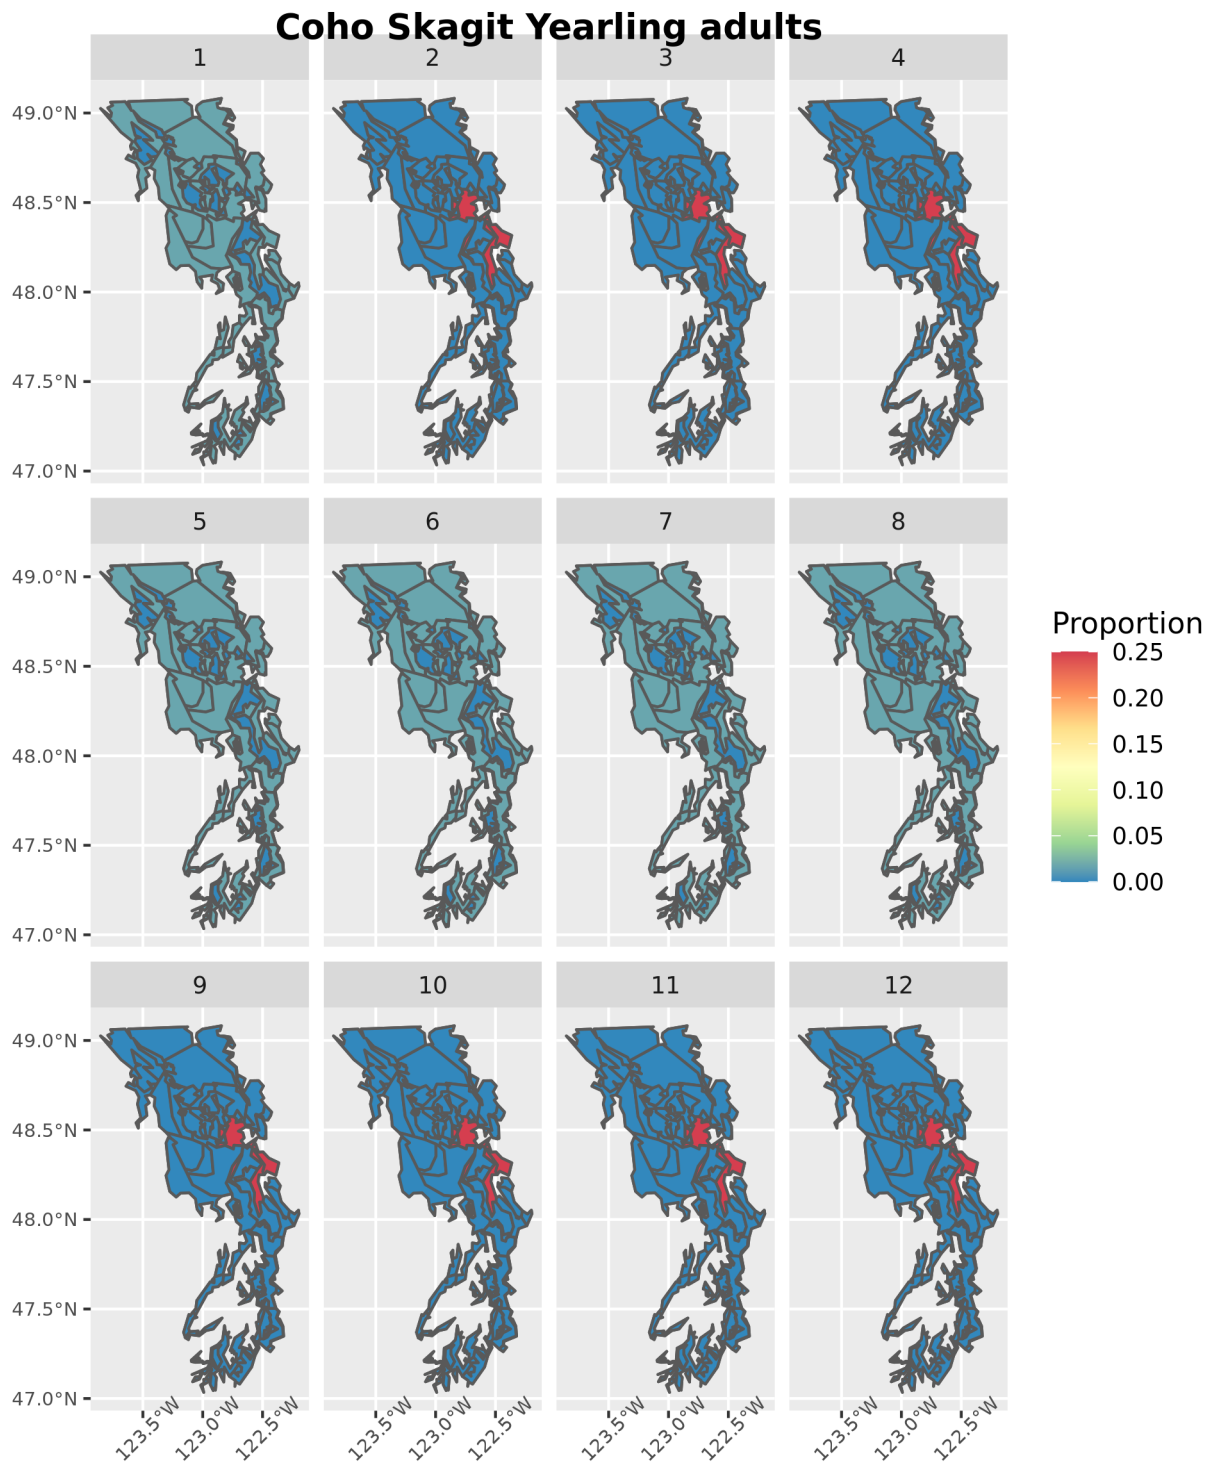 Coho Skagit Yearling adults
1 2 3 4
49.0°N
48.5°N
48.0°N
47.5°N
47.0°N
5 6 7 8
49.0°N
48.5°N
48.0°N
47.5°N
47.0°N
Proportion
0.25
0.20
0.15
0.10
0.05
0.00
9 10 11 12
49.0°N
48.5°N
48.0°N
47.5°N
47.0°N
123.5°W 123.0°W 122.5°W 123.5°W 123.0°W 122.5°W 123.5°W 123.0°W 122.5°W 123.5°W 123.0°W 122.5°W